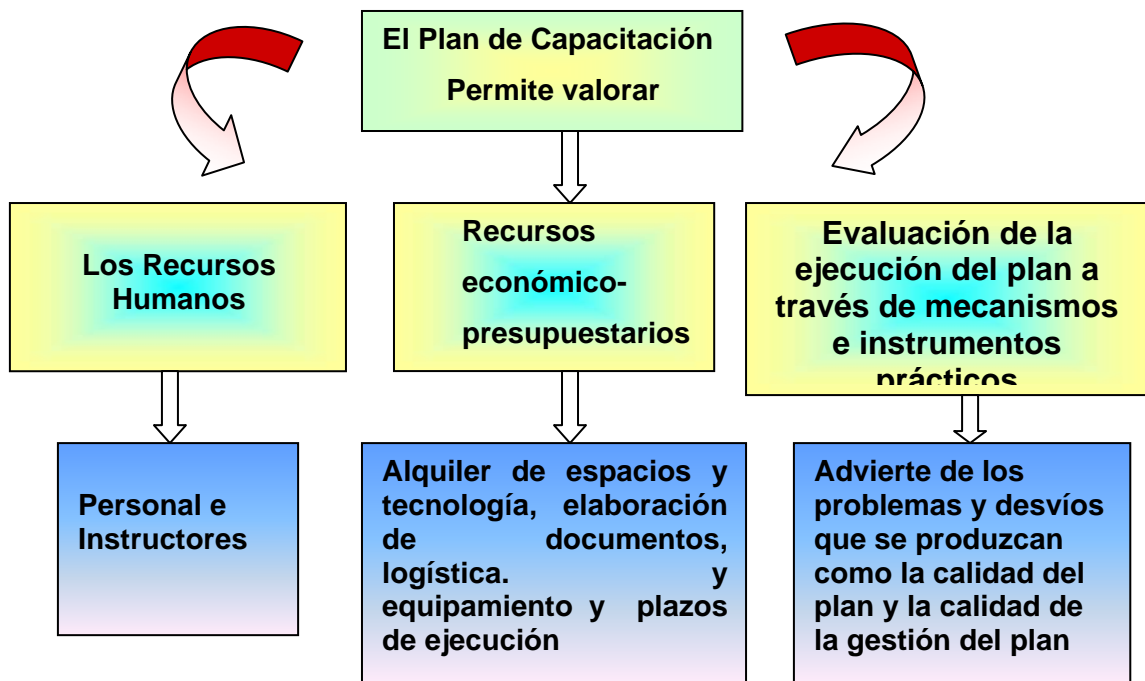 El Plan de Capacitación
Permite valorar
Los Recursos
Humanos
Recursos
económico-
presupuestarios
Evaluación de la
ejecución del plan a
través de mecanismos
e instrumentos
prácticos
Personal e
Instructores
Alquiler de espacios y
tecnología, elaboración
de documentos,
logística. y
equipamiento y plazos
de ejecución
Advierte de los
problemas y desvíos
que se produzcan
como la calidad del
plan y la calidad de
la gestión del plan